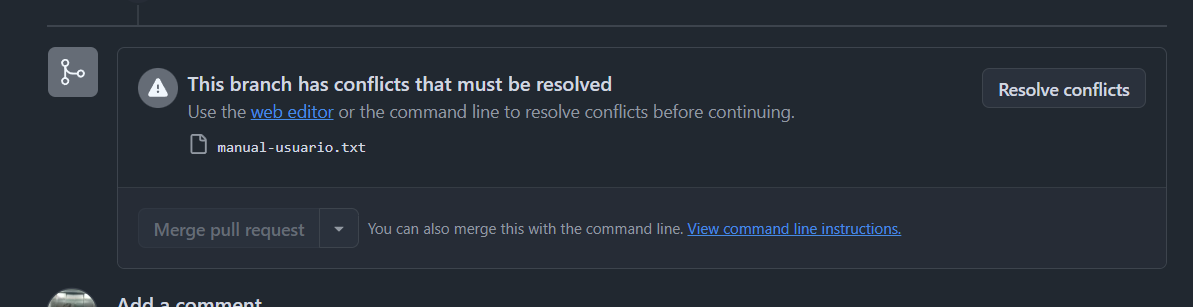 This branch has conflicts that must be resolved
Resolve conflicts
Use the web editor or the command line to resolve conflicts before continuing.
manual-usuario.txt
Merge pull request
You can also merge this with the command line. View command line instructions.
Add a comment